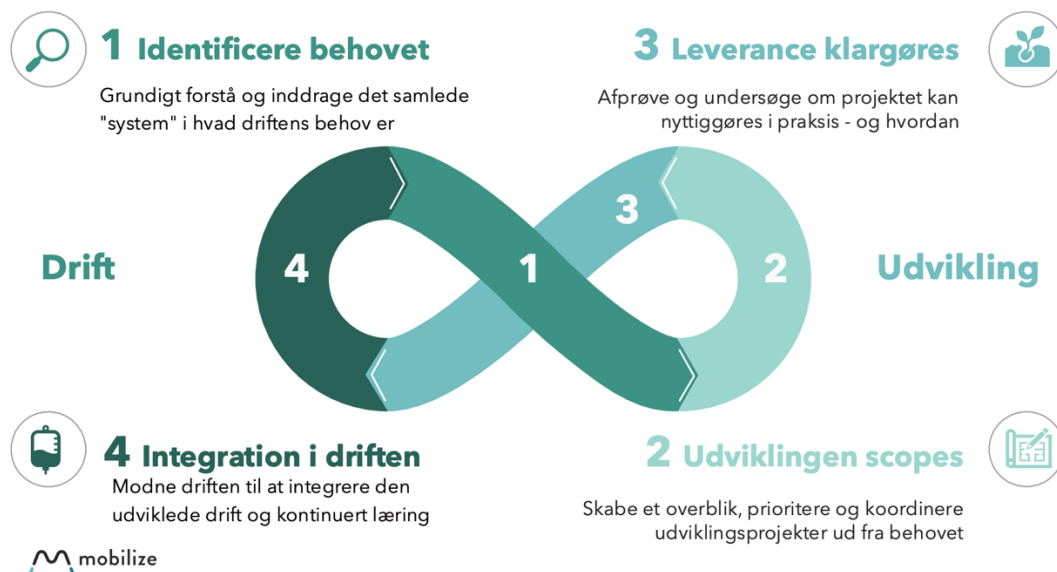 1 Identificere behovet
Grundigt forstå og inddrage det samlede
"system" i hvad driftens behov er
3 Leverance klargøres
Afprøve og undersøge om projektet kan
nyttiggøres i praksis - og hvordan
Drift
4
1
3
2
Udvikling
4 Integration i driften
Modne driften til at integrere den
udviklede drift og kontinuert læring
2 Udviklingen scopes
Skabe et overblik, prioritere og koordinere
udviklingsprojekter ud fra behovet
mobilize